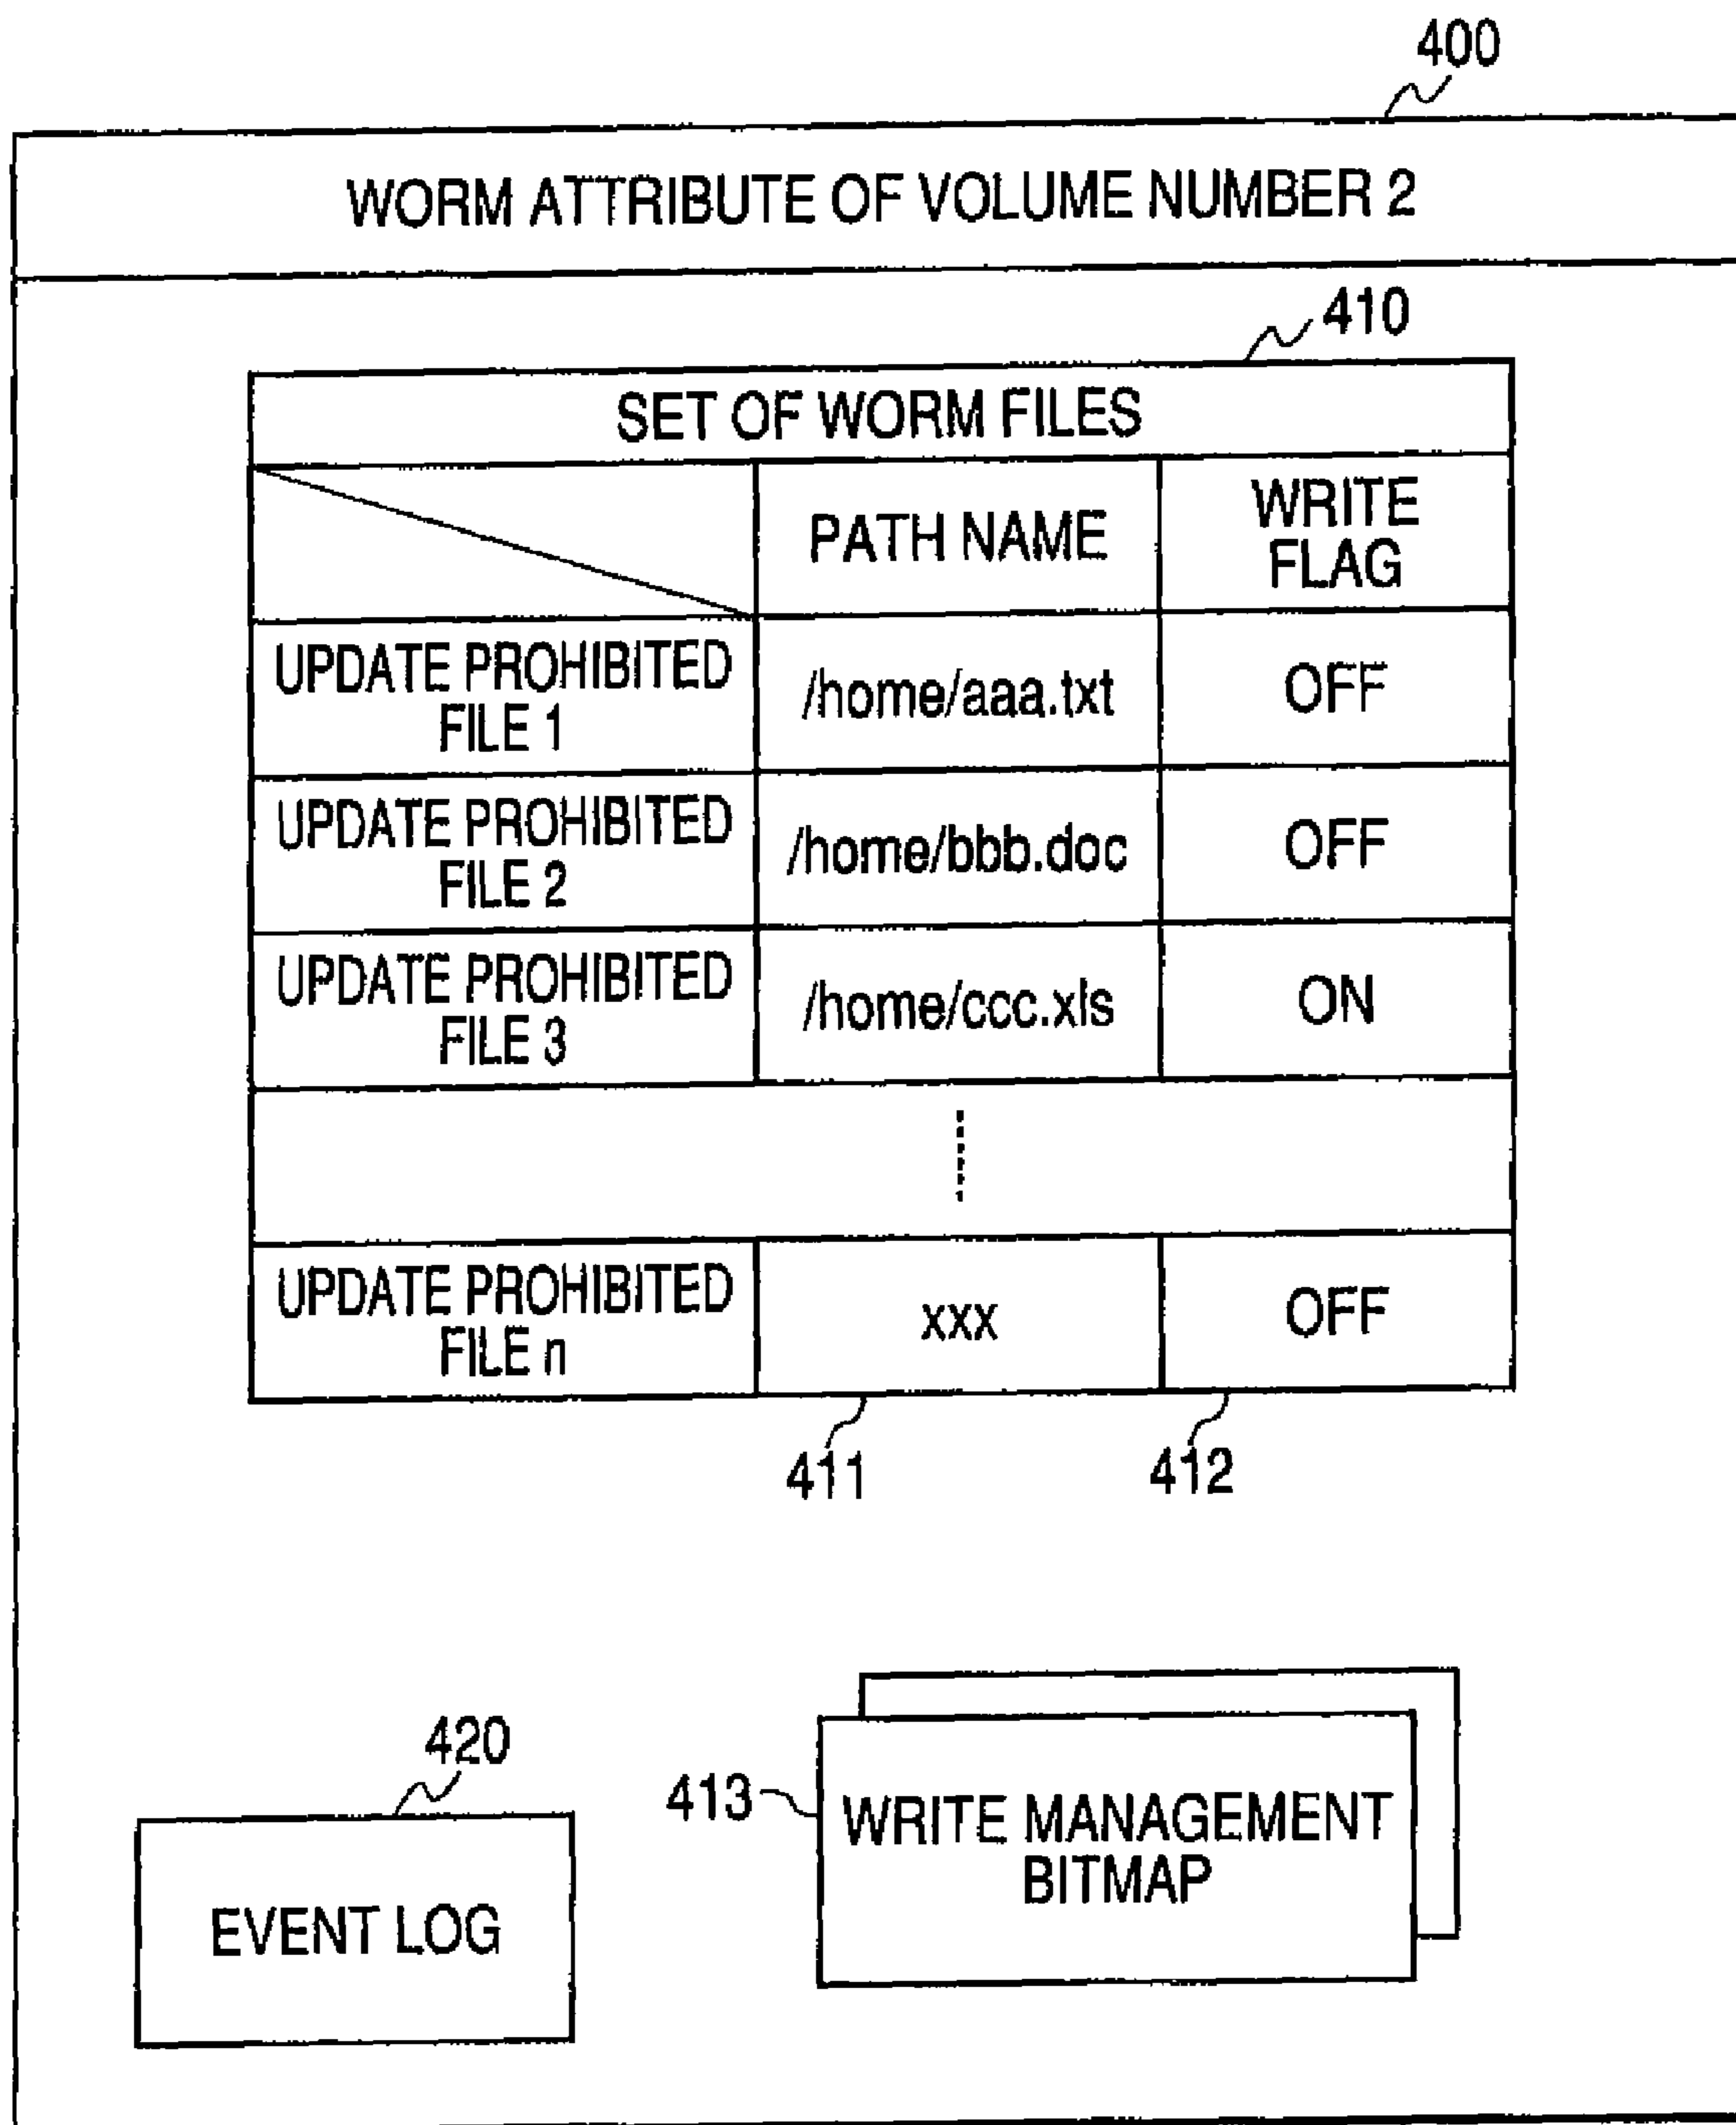 400
WORM ATTRIBUTE OF VOLUME NUMBER 2
410
SET OF WORM FILES
PATH NAME
WRITE
FLAG
UPDATE PROHIBITED
FILE 1
/home/aaa.txt
OFF
UPDATE PROHIBITED
FILE 2
/home/bbb.doc
OFF
UPDATE PROHIBITED
FILE 3
/home/ccc.xls
ON
UPDATE PROHIBITED
FILE n
xxx
OFF
411
412
420
EVENT LOG
413
WRITE MANAGEMENT
BITMAP